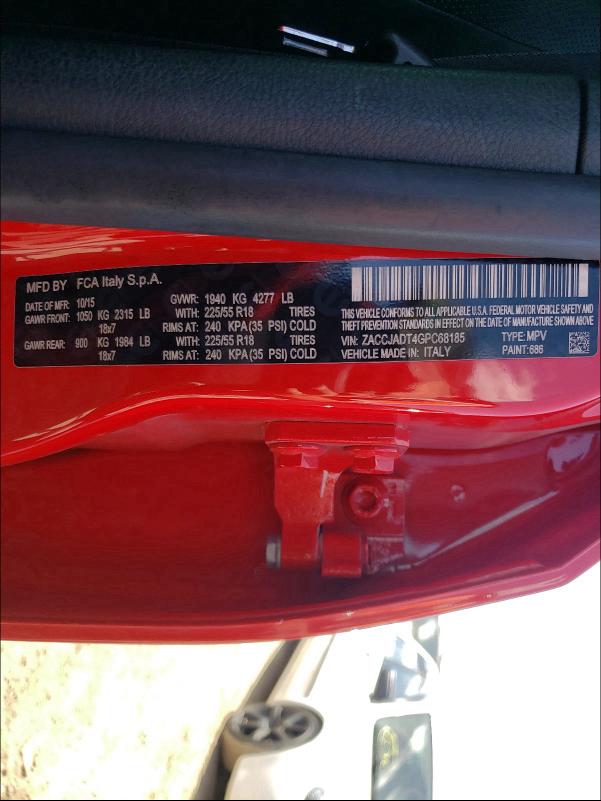 MFD BY FCA Italy S.p.A.
DATE OF MFR: 10/15 GVWR: 1940 KG 4277 LB
GAWR FRONT: 1050 KG 2315 LB WITH: 225/55 R18 TIRES
18x7 RIMS AT: 240 KPA (35 PSI) COLD
GAWR REAR: 900 KG 1984 LB WITH: 225/55 R18 TIRES
18x7 RIMS AT: 240 KPA (35 PSI) COLD
THIS VEHICLE CONFORMS TO ALL APPLICABLE U.S.A. FEDERAL MOTOR VEHICLE SAFETY AND
THEFT PREVENTION STANDARDS IN EFFECT ON THE DATE OF MANUFACTURE SHOWN ABOVE
VIN: ZACCJADT4GPC68185 TYPE: MPV
VEHICLE MADE IN: ITALY PAINT: 686